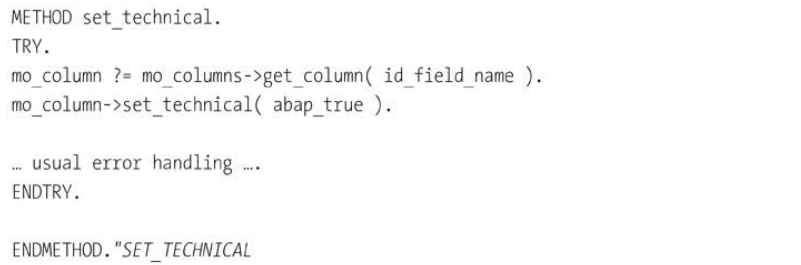 METHOD set_technical.
TRY.
mo_column ?= mo_columns->get_column( id_field_name ).
mo_column->set_technical( abap_true ).
… usual error handling ….
ENDTRY.
ENDMETHOD."SET_TECHNICAL